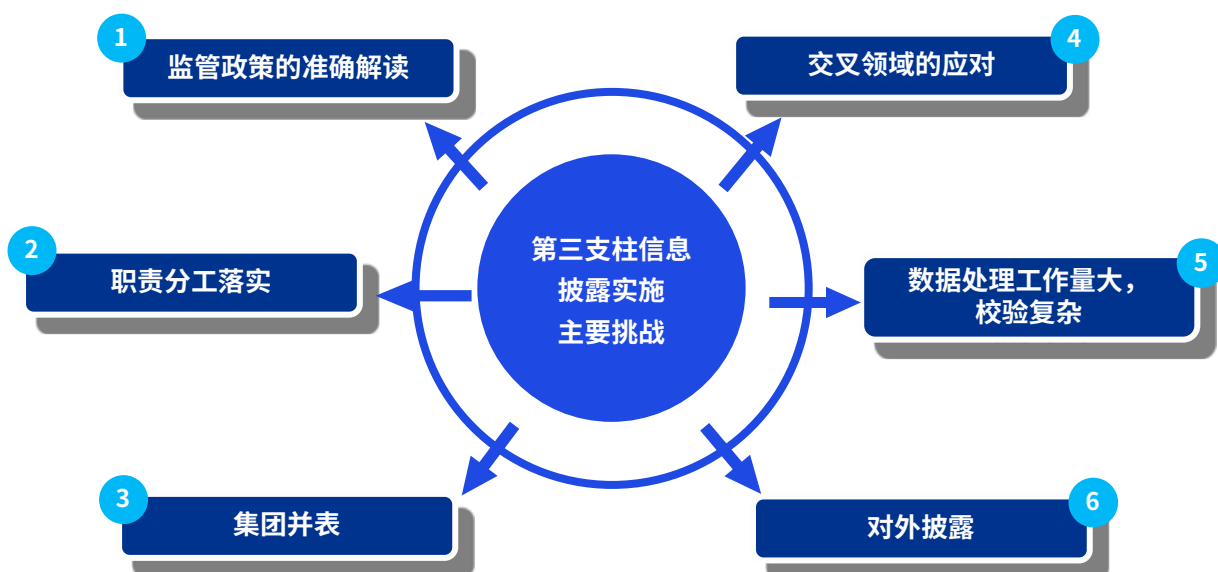 1
监管政策的准确解读
2
职责分工落实
3
集团并表
第三支柱信息
披露实施
主要挑战
4
交叉领域的应对
5
数据处理工作量大，
校验复杂
6
对外披露